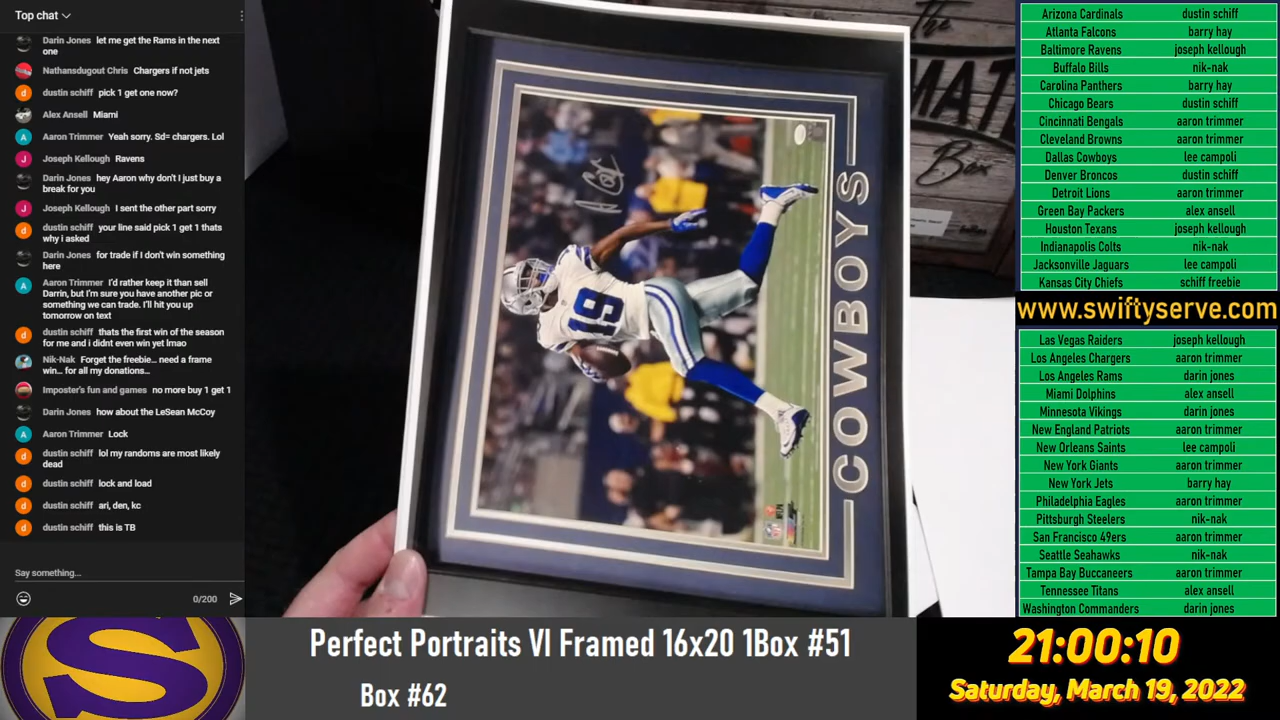 Top chat
Darin Jones let me get the Rams in the next
one
Nathansdugout Chris Chargers if not jets
dustin schiff pick 1 get one now?
Alex Ansell Miami
Aaron Trimmer Yeah sorry. Sd= chargers. Lol
Joseph Kellough Ravens
Darin Jones hey Aaron why don't I just buy a
break for you
Joseph Kellough I sent the other part sorry
dustin schiff your line said pick 1 get 1 thats
why i asked
Darin Jones for trade if I don't win something
here
Aaron Trimmer I'd rather keep it than sell
Darrin, but I'm sure you have another pic or
something we can trade. I'll hit you up
tomorrow on text
dustin schiff thats the first win of the season
for me and i didnt even win yet lmao
Nik-Nak Forget the freebie... need a frame
win... for all my donations...
Imposter's fun and games no more buy 1 get 1
Darin Jones how about the LeSean McCoy
Aaron Trimmer Lock
dustin schiff lol my randoms are most likely
dead
dustin schiff lock and load
dustin schiff ari, den, kc
dustin schiff this is TB
Say something...
0/200
S
The
MAT
Box
19
COWBOYS
NFL
Perfect Portraits VI Framed 16x20 1Box #51
Box #62
Arizona Cardinals dustin schiff
Atlanta Falcons barry hay
Baltimore Ravens joseph kellough
Buffalo Bills nik-nak
Carolina Panthers barry hay
Chicago Bears dustin schiff
Cincinnati Bengals aaron trimmer
Cleveland Browns aaron trimmer
Dallas Cowboys lee campoli
Denver Broncos dustin schiff
Detroit Lions aaron trimmer
Green Bay Packers alex ansell
Houston Texans joseph kellough
Indianapolis Colts nik-nak
Jacksonville Jaguars lee campoli
Kansas City Chiefs schiff freebie
www.swiftyserve.com
Las Vegas Raiders joseph kellough
Los Angeles Chargers aaron trimmer
Los Angeles Rams darin jones
Miami Dolphins alex ansell
Minnesota Vikings darin jones
New England Patriots aaron trimmer
New Orleans Saints lee campoli
New York Giants aaron trimmer
New York Jets barry hay
Philadelphia Eagles aaron trimmer
Pittsburgh Steelers nik-nak
San Francisco 49ers aaron trimmer
Seattle Seahawks nik-nak
Tampa Bay Buccaneers aaron trimmer
Tennessee Titans alex ansell
Washington Commanders darin jones
21:00:10
Saturday, March 19, 2022